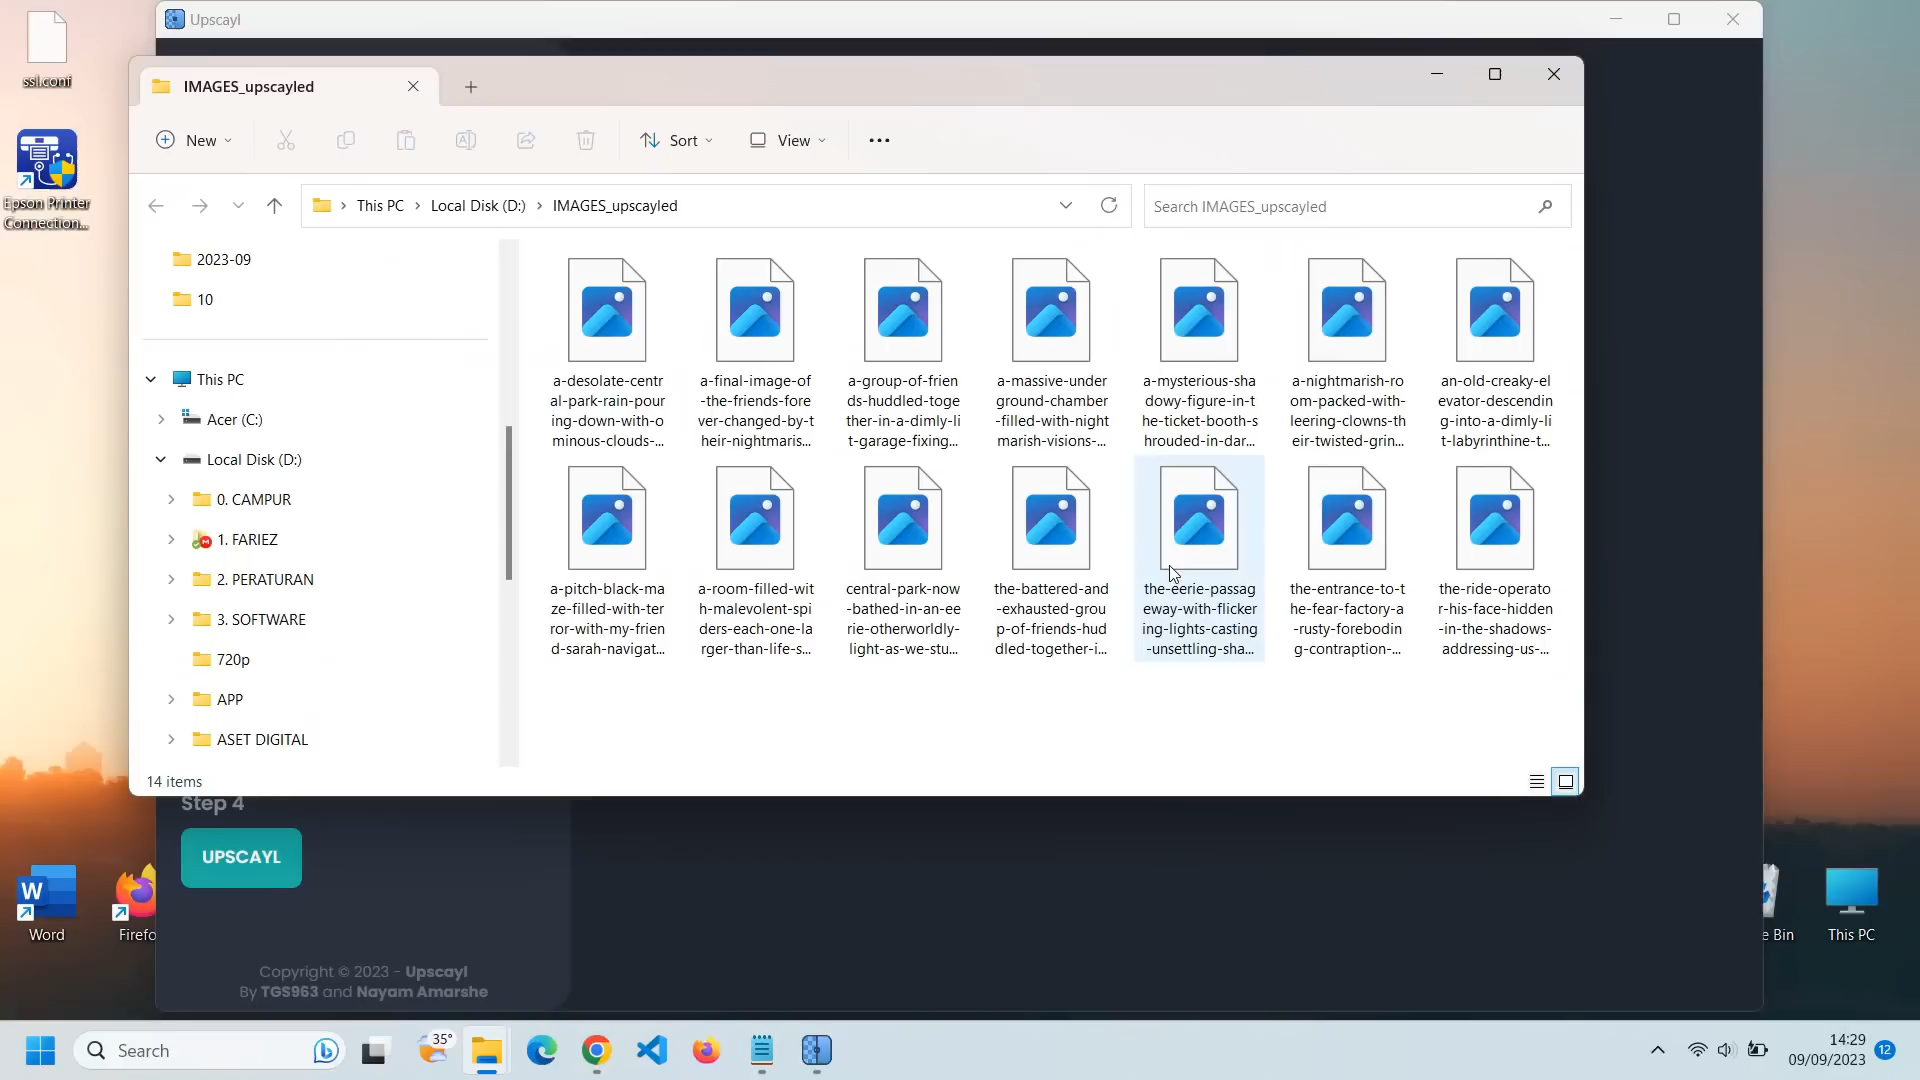 Upscayl
ssl.conf
IMAGES_upscayled
New
Sort
View
Epson Printer
Connection...
This PC
Local Disk (D:)
IMAGES_upscayled
Search IMAGES_upscayled
2023-09
10
This PC
Acer (C:)
Local Disk (D:)
0. CAMPUR
1. FARIEZ
2. PERATURAN
3. SOFTWARE
720p
APP
ASET DIGITAL
a-desolate-centr
al-park-rain-pour
ing-down-with-o
minous-clouds-...
a-final-image-of
-the-friends-fore
ver-changed-by-t
heir-nightmaris...
a-group-of-frien
ds-huddled-toge
ther-in-a-dimly-li
t-garage-fixing...
a-massive-under
ground-chamber
-filled-with-night
marish-visions-...
a-mysterious-sha
dowy-figure-in-t
he-ticket-booth-s
hrouded-in-dar...
a-nightmarish-ro
om-packed-with-
leering-clowns-th
eir-twisted-grin...
an-old-creaky-el
evator-descendin
g-into-a-dimly-li
t-labyrinthine-t...
a-pitch-black-ma
ze-filled-with-ter
ror-with-my-frien
d-sarah-navigat...
a-room-filled-wit
h-malevolent-spi
ders-each-one-la
rger-than-life-s...
central-park-now
-bathed-in-an-ee
rie-otherworldly-
light-as-we-stu...
the-battered-and
-exhausted-grou
p-of-friends-hud
dled-together-i...
the-eerie-passag
eway-with-flicker
ing-lights-casting
-unsettling-sha...
the-entrance-to-t
he-fear-factory-a
-rusty-forebodin
g-contraption-...
the-ride-operato
r-his-face-hidden
-in-the-shadows-
addressing-us-...
14 items
Step 4
UPSCAYL
Copyright © 2023 - Upscayl
By TGS963 and Nayam Amarshe
Word
Firefo
e Bin
This PC
Search
35°
14:29
09/09/2023
12